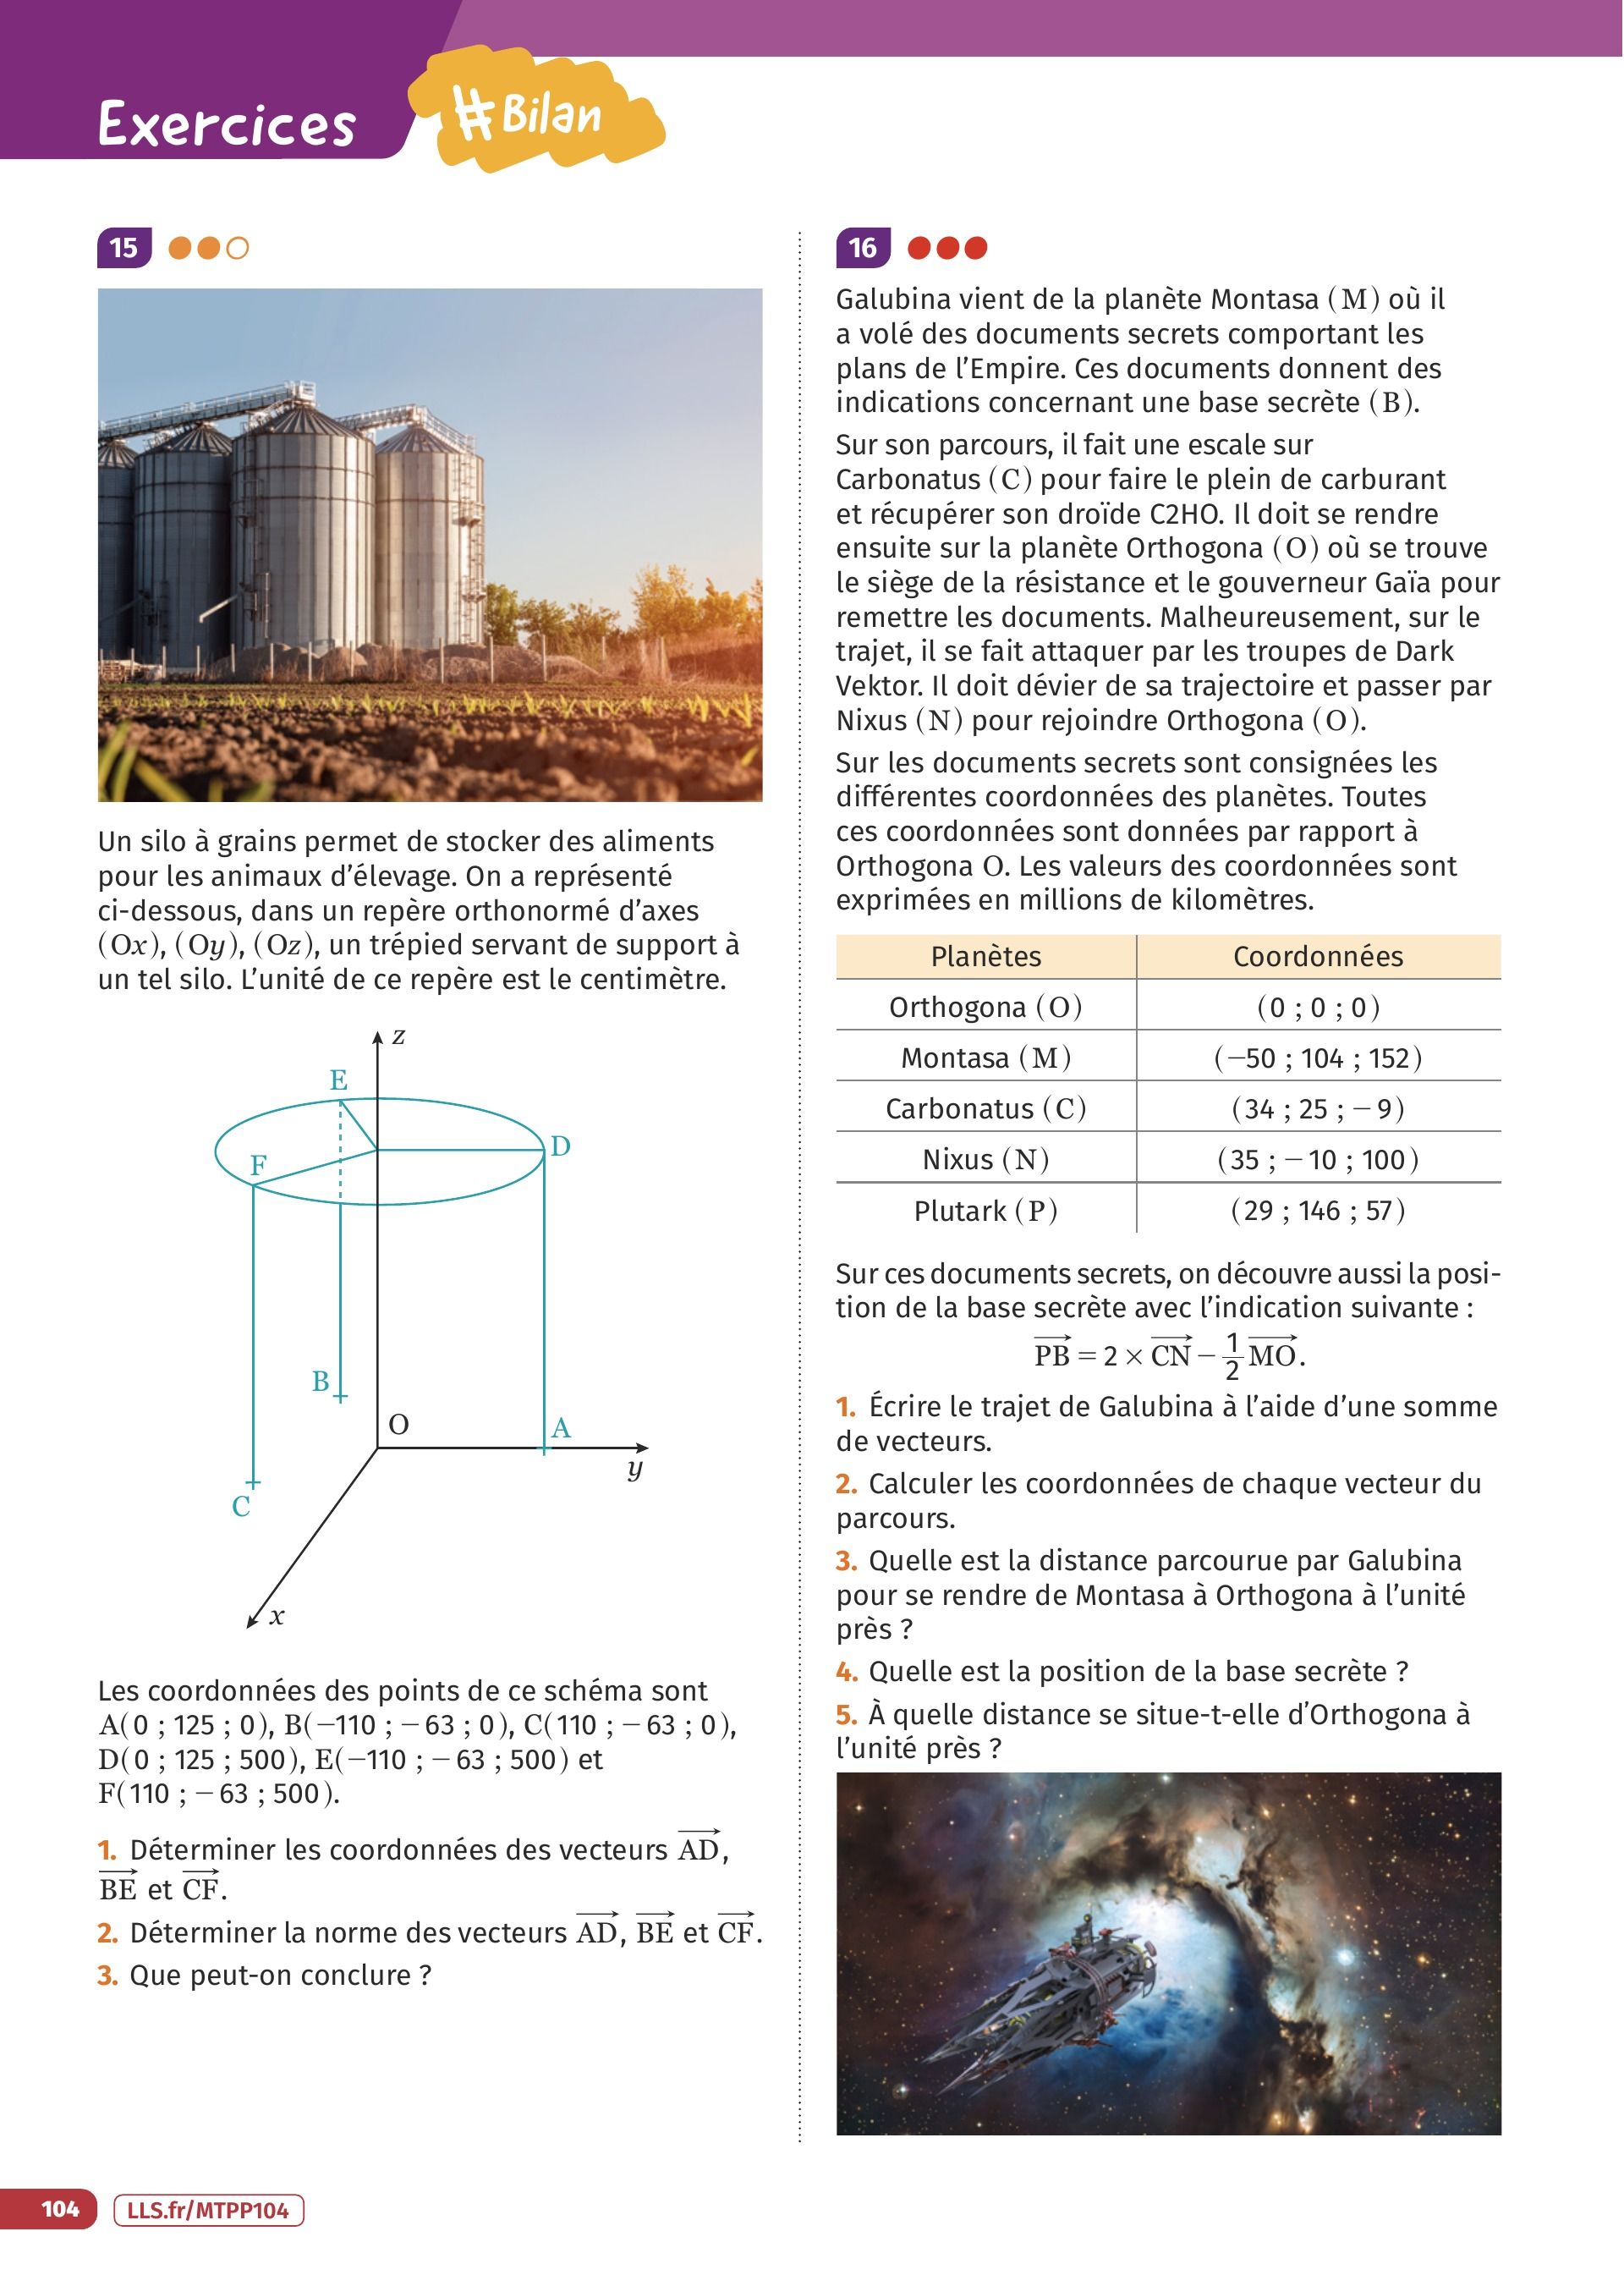 Exercices
#Bilan
15
Un silo à grains permet de stocker des aliments
pour les animaux d’élevage. On a représenté
ci-dessous, dans un repère orthonormé d’axes
(Ox), (Oy), (Oz), un trépied servant de support à
un tel silo. L’unité de ce repère est le centimètre.
z
E
D
F
B
O
A
y
C
x
Les coordonnées des points de ce schéma sont
A(0 ; 125 ; 0), B(−110 ; −63 ; 0), C(110 ; −63 ; 0),
D(0 ; 125 ; 500), E(−110 ; −63 ; 500) et
F(110 ; −63 ; 500).
1. Déterminer les coordonnées des vecteurs \overrightarrow{AD},
\overrightarrow{BE} et \overrightarrow{CF}.
2. Déterminer la norme des vecteurs \overrightarrow{AD}, \overrightarrow{BE} et \overrightarrow{CF}.
3. Que peut-on conclure ?
16
Galubina vient de la planète Montasa (M) où il
a volé des documents secrets comportant les
plans de l’Empire. Ces documents donnent des
indications concernant une base secrète (B).
Sur son parcours, il fait une escale sur
Carbonatus (C) pour faire le plein de carburant
et récupérer son droïde C2HO. Il doit se rendre
ensuite sur la planète Orthogona (O) où se trouve
le siège de la résistance et le gouverneur Gaïa pour
remettre les documents. Malheureusement, sur le
trajet, il se fait attaquer par les troupes de Dark
Vektor. Il doit dévier de sa trajectoire et passer par
Nixus (N) pour rejoindre Orthogona (O).
Sur les documents secrets sont consignées les
différentes coordonnées des planètes. Toutes
ces coordonnées sont données par rapport à
Orthogona O. Les valeurs des coordonnées sont
exprimées en millions de kilomètres.
Planètes Coordonnées
Orthogona (O) (0 ; 0 ; 0)
Montasa (M) (−50 ; 104 ; 152)
Carbonatus (C) (34 ; 25 ; −9)
Nixus (N) (35 ; −10 ; 100)
Plutark (P) (29 ; 146 ; 57)
Sur ces documents secrets, on découvre aussi la posi-
tion de la base secrète avec l’indication suivante :
\overrightarrow{PB} = 2 × \overrightarrow{CN} − \frac{1}{2} \overrightarrow{MO}.
1. Écrire le trajet de Galubina à l’aide d’une somme
de vecteurs.
2. Calculer les coordonnées de chaque vecteur du
parcours.
3. Quelle est la distance parcourue par Galubina
pour se rendre de Montasa à Orthogona à l’unité
près ?
4. Quelle est la position de la base secrète ?
5. À quelle distance se situe-t-elle d’Orthogona à
l’unité près ?
104
LLS.fr/MTPP104